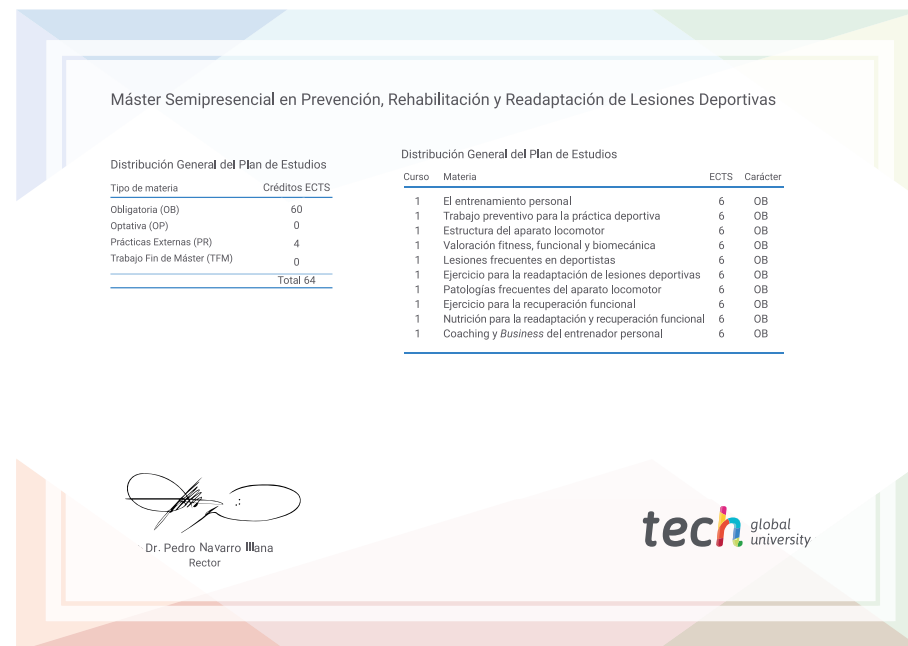 Máster Semipresencial en Prevención, Rehabilitación y Readaptación de Lesiones Deportivas
Distribución General del Plan de Estudios
Tipo de materia Créditos ECTS
Obligatoria (OB) 60
Optativa (OP) 0
Prácticas Externas (PR) 4
Trabajo Fin de Máster (TFM) 0
Total 64
Distribución General del Plan de Estudios
Curso Materia ECTS Carácter
1 El entrenamiento personal 6 OB
1 Trabajo preventivo para la práctica deportiva 6 OB
1 Estructura del aparato locomotor 6 OB
1 Valoración fitness, funcional y biomecánica 6 OB
1 Lesiones frecuentes en deportistas 6 OB
1 Ejercicio para la readaptación de lesiones deportivas 6 OB
1 Patologías frecuentes del aparato locomotor 6 OB
1 Ejercicio para la recuperación funcional 6 OB
1 Nutrición para la readaptación y recuperación funcional 6 OB
1 Coaching y Business del entrenador personal 6 OB
Dr. Pedro Navarro Illana
Rector
tech global
university